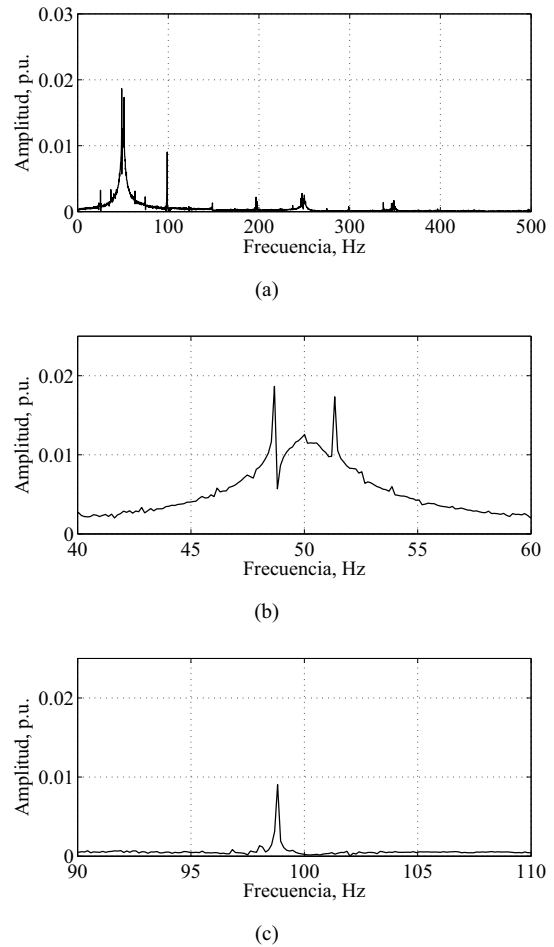 0.03
0.02
0.01
0
Amplitud, p.u.
0 100 200 300 400 500
Frecuencia, Hz
(a)
0.02
0.01
0
Amplitud, p.u.
40 45 50 55 60
Frecuencia, Hz
(b)
0.02
0.01
0
Amplitud, p.u.
90 95 100 105 110
Frecuencia, Hz
(c)